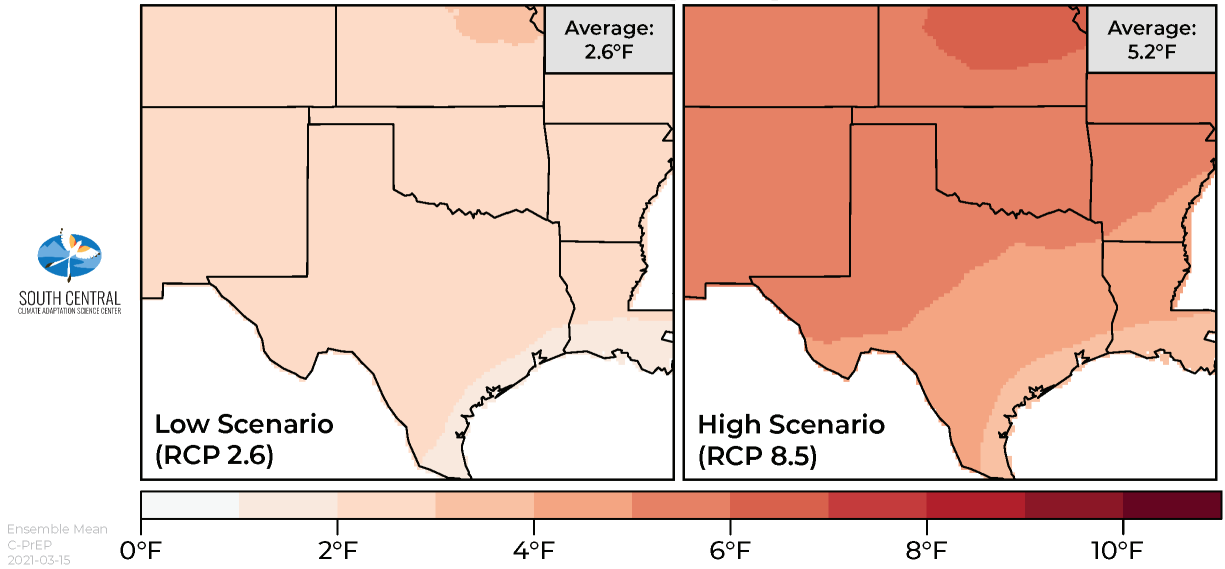 Average:
2.6°F
Average:
5.2°F
SOUTH CENTRAL
CLIMATE ADAPTATION SCIENCE CENTER
Low Scenario
(RCP 2.6)
High Scenario
(RCP 8.5)
Ensemble Mean
C-PrEP
2021-03-15
0°F 2°F 4°F 6°F 8°F 10°F